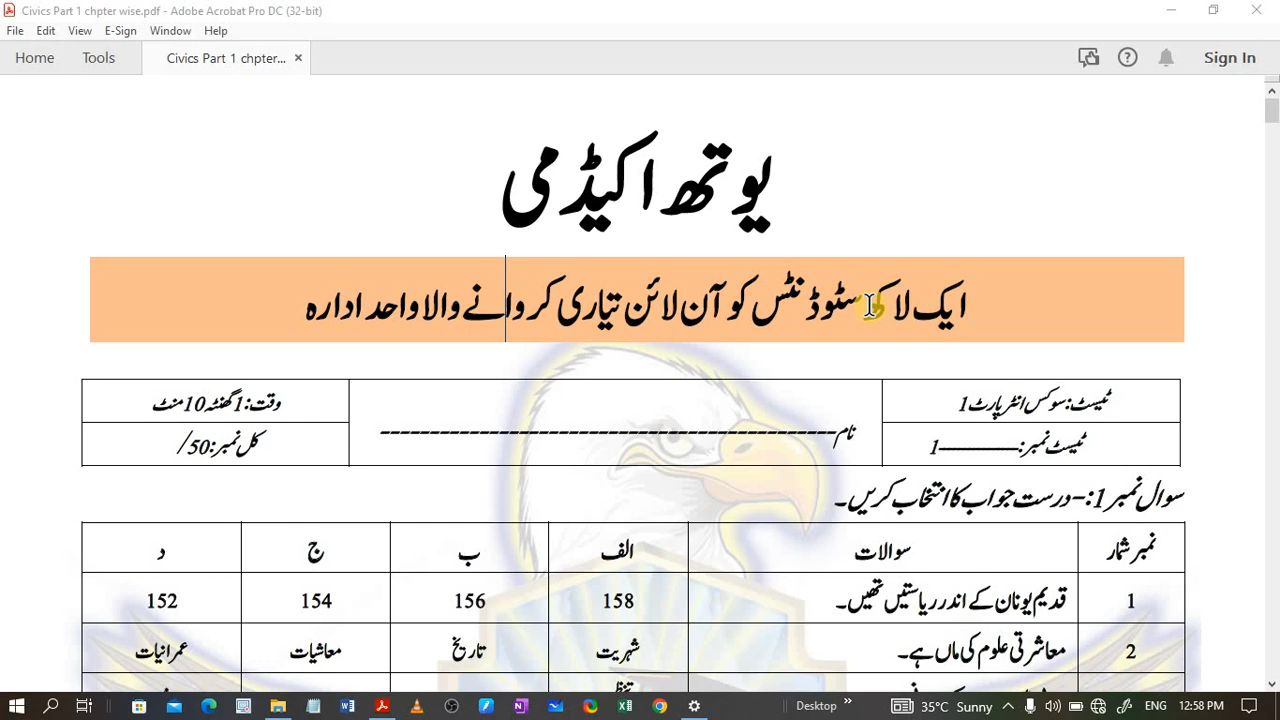 Civics Part 1 chpter wise.pdf - Adobe Acrobat Pro DC (32-bit)
File Edit View E-Sign Window Help
Home Tools Civics Part 1 chpter... × Sign In
یوتھ اکیڈمی
ایک لاکھ سٹوڈنٹس کو آن لائن تیاری کروانے والا واحد ادارہ
ٹیسٹ: سوکس انٹر پارٹ 1 وقت: 1 گھنٹہ 10 منٹ
نام--------------------------------------------
ٹیسٹ نمبر:----------1 کل نمبر: 50/
سوال نمبر 1:- درست جواب کا انتخاب کریں۔
نمبر شمار سوالات الف ب ج د
1 قدیم یونان کے اندر ریاستیں تھیں۔ 158 156 154 152
2 معاشرتی علوم کی ماں ہے۔ شہریت تاریخ معاشیات عمرانیات
Desktop 35°C Sunny 12:58 PM